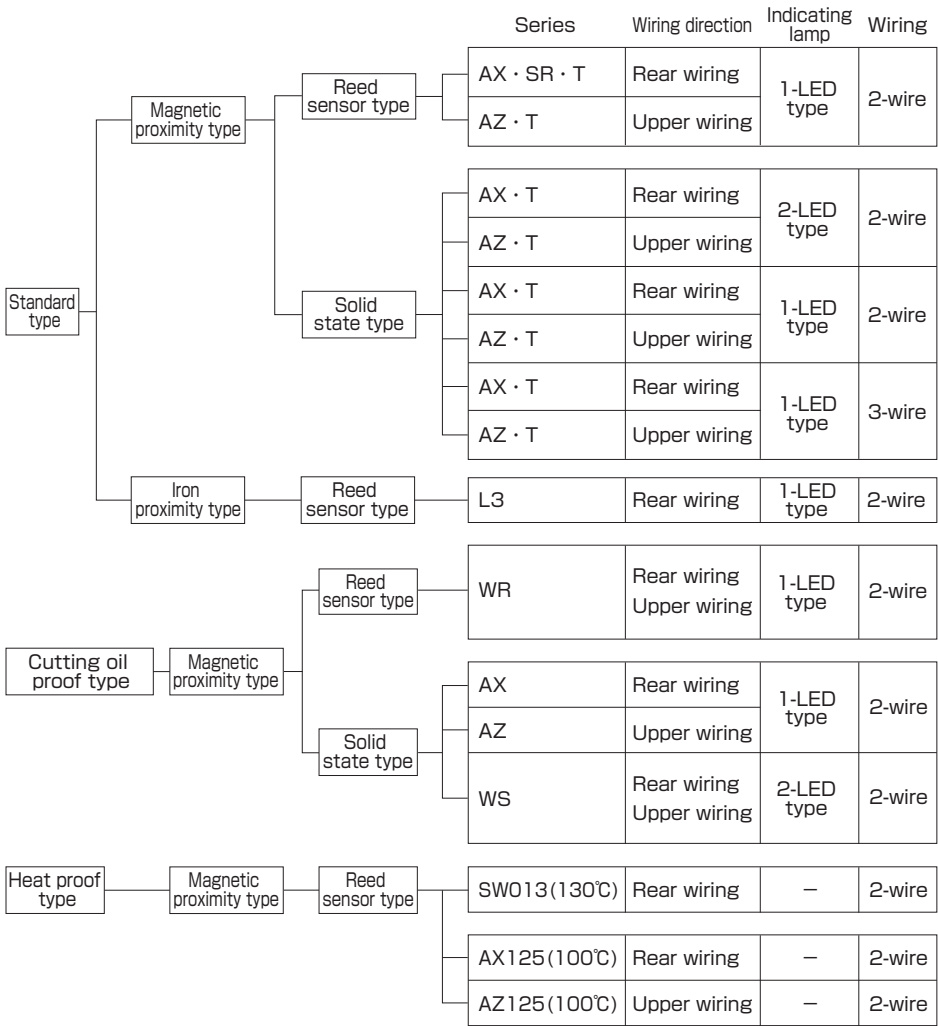 Series Wiring direction Indicating lamp Wiring
Standard type
Magnetic proximity type
Reed sensor type
AX・SR・T Rear wiring 1-LED type 2-wire
AZ・T Upper wiring
Solid state type
AX・T Rear wiring 2-LED type 2-wire
AZ・T Upper wiring
AX・T Rear wiring 1-LED type 2-wire
AZ・T Upper wiring
AX・T Rear wiring 1-LED type 3-wire
AZ・T Upper wiring
Iron proximity type
Reed sensor type
L3 Rear wiring 1-LED type 2-wire
Cutting oil proof type
Magnetic proximity type
Reed sensor type
WR Rear wiring Upper wiring 1-LED type 2-wire
Solid state type
AX Rear wiring 1-LED type 2-wire
AZ Upper wiring
WS Rear wiring Upper wiring 2-LED type 2-wire
Heat proof type
Magnetic proximity type
Reed sensor type
SW013(130℃) Rear wiring − 2-wire
AX125(100℃) Rear wiring − 2-wire
AZ125(100℃) Upper wiring − 2-wire